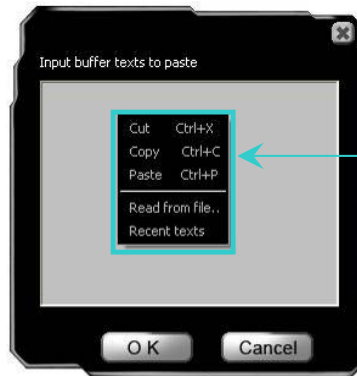 Input buffer texts to paste
Cut Ctrl+X
Copy Ctrl+C
Paste Ctrl+P
Read from file..
Recent texts
OK Cancel